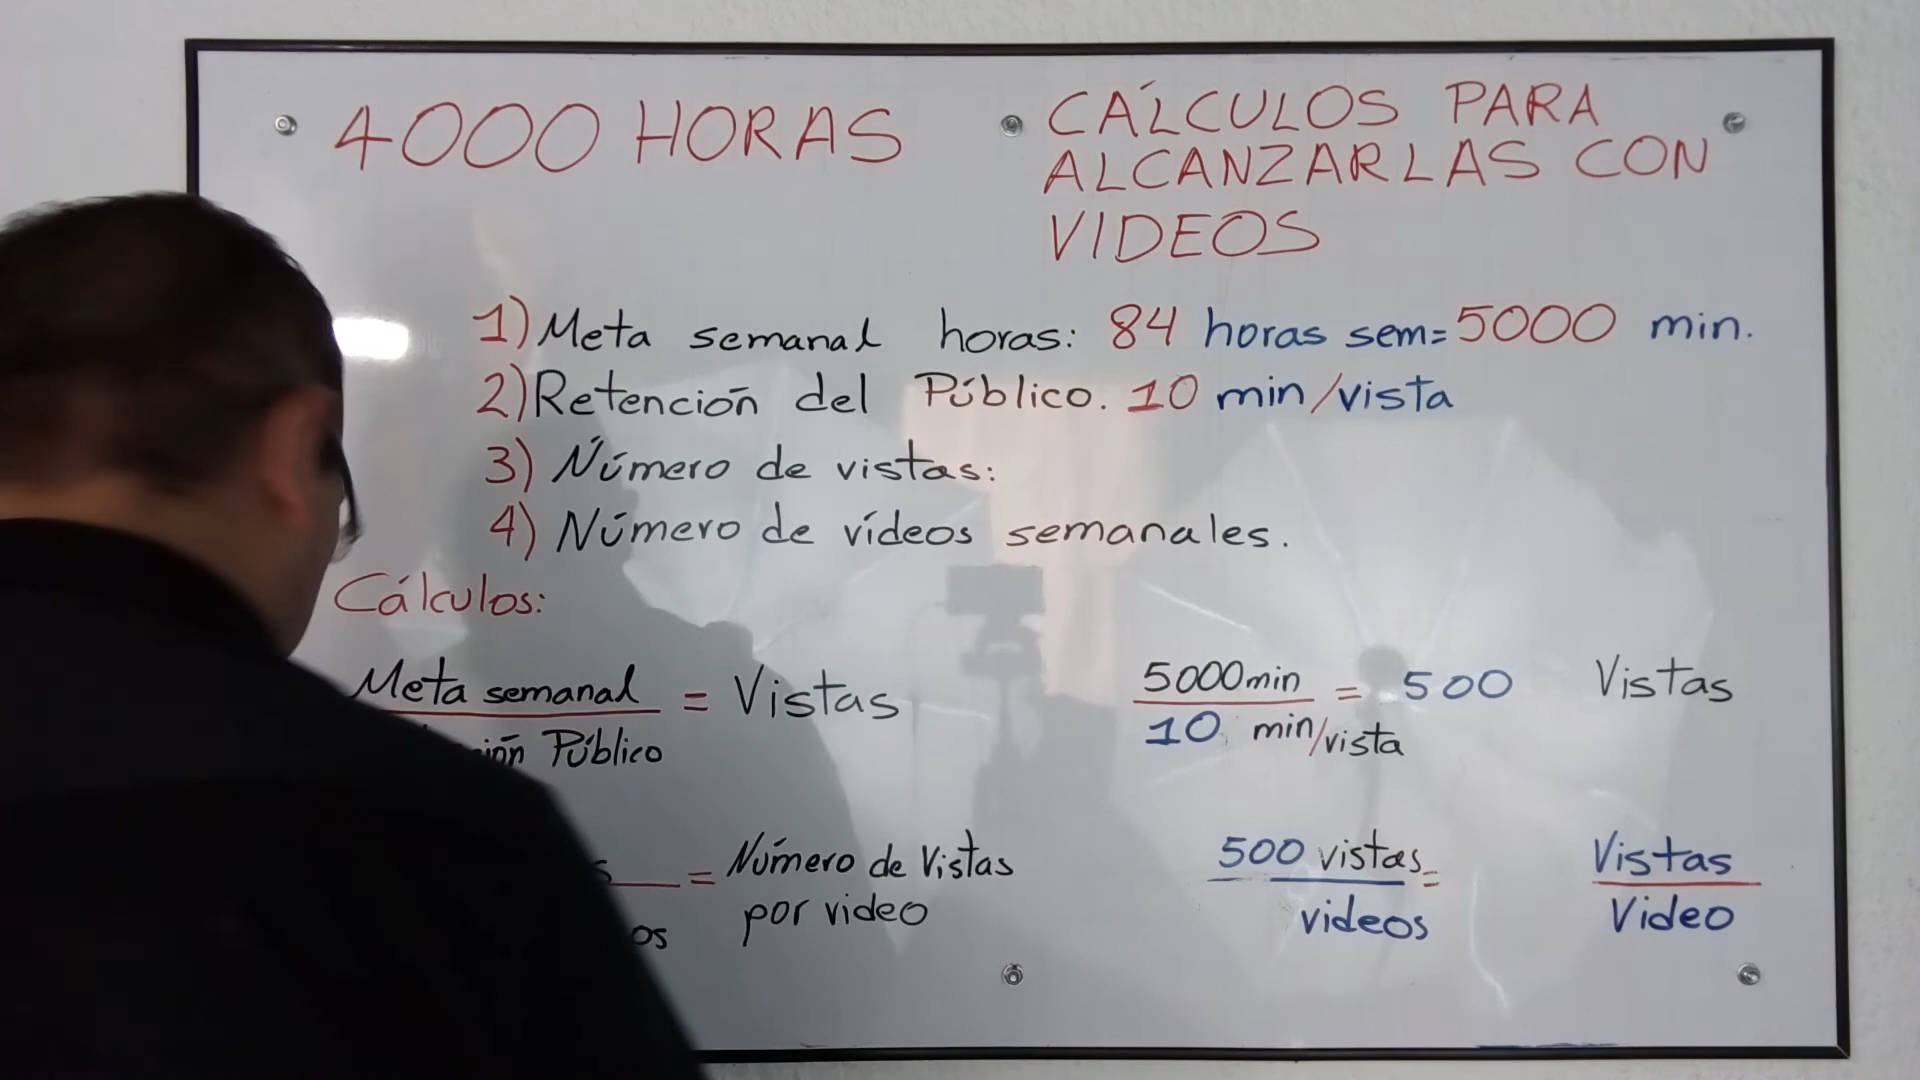 4000 HORAS
CÁLCULOS PARA
ALCANZARLAS CON
VIDEOS
1) Meta semanal horas: 84 horas sem= 5000 min.
2) Retención del Público. 10 min/vista
3) Número de vistas:
4) Número de vídeos semanales.
Cálculos:
Meta semanal = Vistas
Público
5000 min = 500 Vistas
10 min/vista
= Número de Vistas
por video
500 vistas =
videos
Vistas
Video